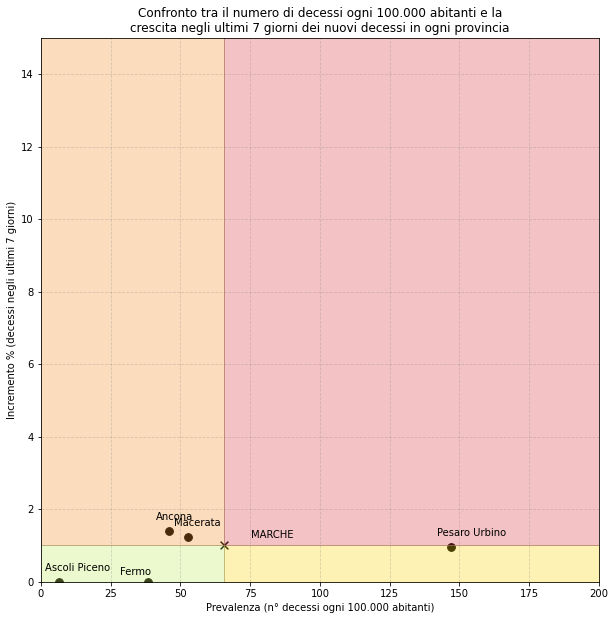 Confronto tra il numero di decessi ogni 100.000 abitanti e la
crescita negli ultimi 7 giorni dei nuovi decessi in ogni provincia
14
12
10
8
6
4
2
0
Incremento % (decessi negli ultimi 7 giorni)
Ancona
Macerata
MARCHE
Pesaro Urbino
Ascoli Piceno
Fermo
0 25 50 75 100 125 150 175 200
Prevalenza (n° decessi ogni 100.000 abitanti)